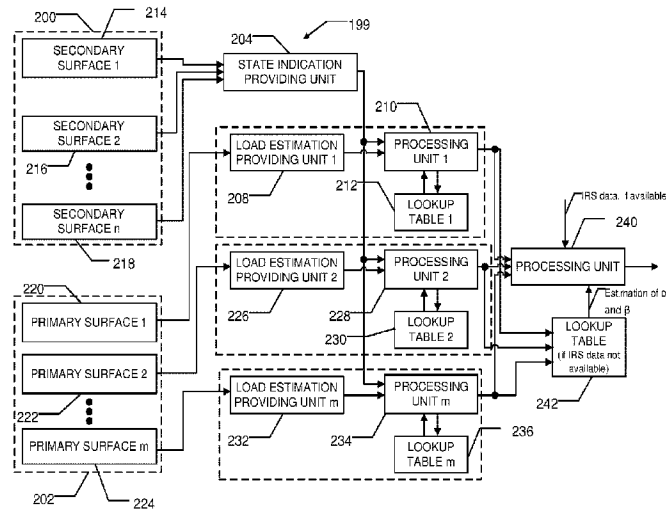 200
214
199
204
SECONDARY
SURFACE 1
STATE INDICATION
PROVIDING UNIT
210
SECONDARY
SURFACE 2
216
LOAD ESTIMATION
PROVIDING UNIT 1
PROCESSING
UNIT 1
208
212
LOOKUP
TABLE 1
SECONDARY
SURFACE n
218
IRS data, if available
240
PROCESSING UNIT
220
LOAD ESTIMATION
PROVIDING UNIT 2
PROCESSING
UNIT 2
226
228
230
LOOKUP
TABLE 2
Estimation of α
and β
PRIMARY SURFACE 1
PRIMARY SURFACE 2
222
LOOKUP
TABLE
(if IRS data not
available)
242
LOAD ESTIMATION
PROVIDING UNIT m
PROCESSING
UNIT m
232
234
236
LOOKUP
TABLE m
PRIMARY SURFACE m
202
224